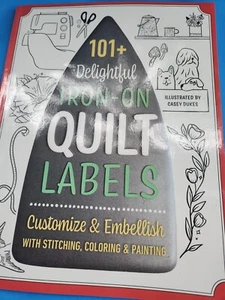 101+
Delightful
IRON-ON
QUILT
LABELS
ILLUSTRATED BY
CASEY DUKES
Customize & Embellish
WITH STITCHING, COLORING & PAINTING